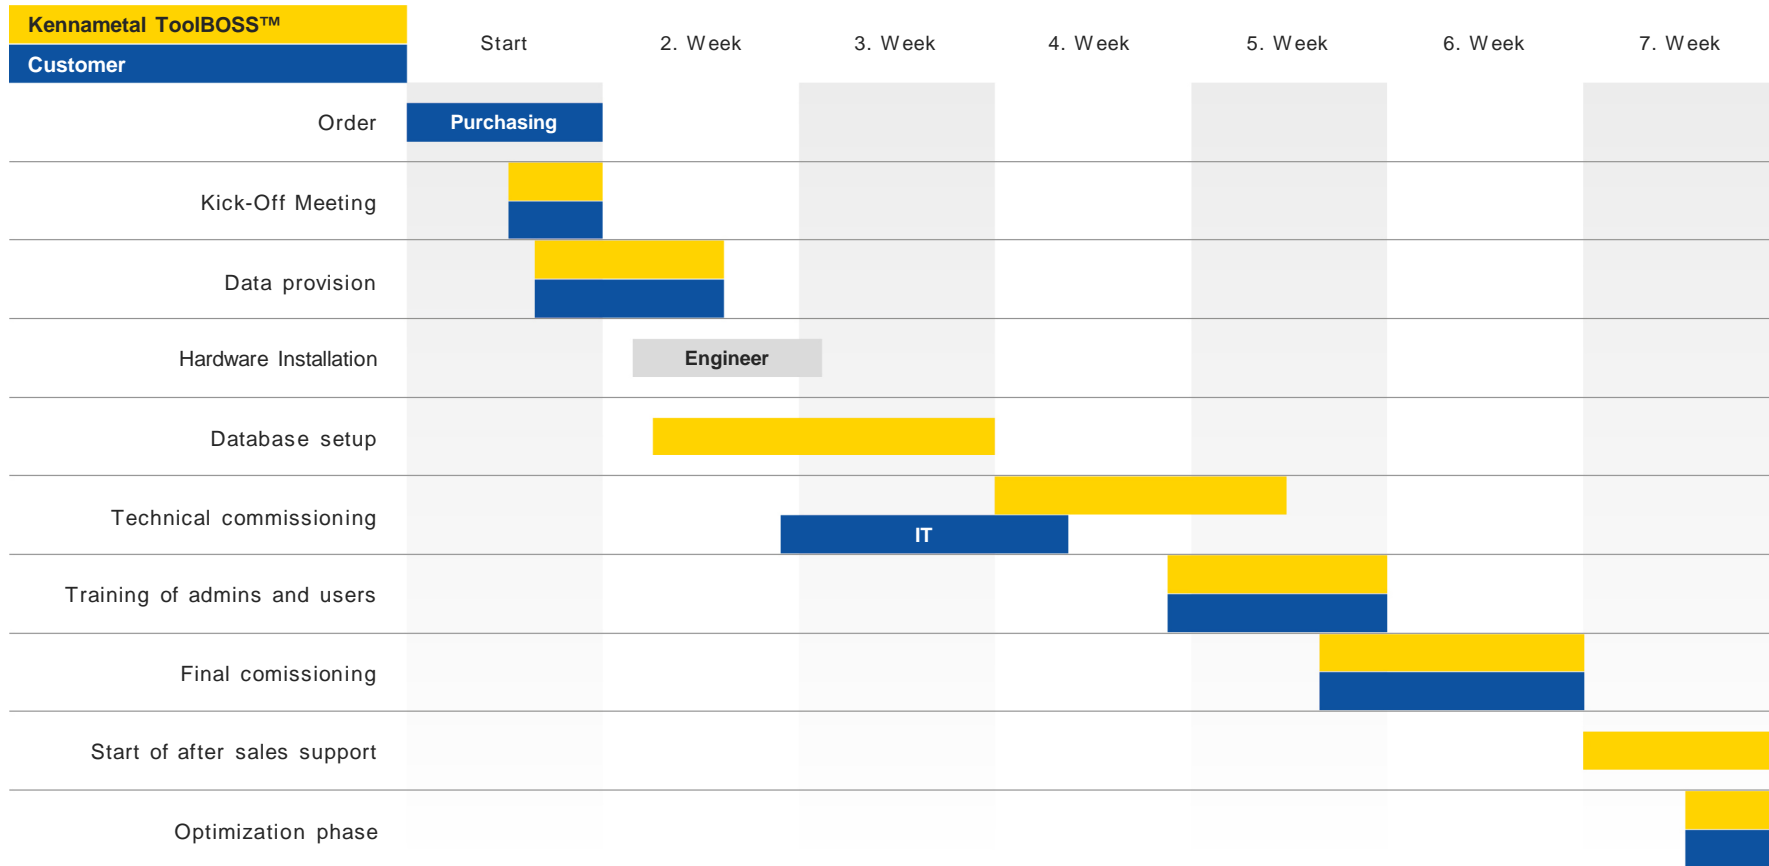 Kennametal ToolBOSS™
Customer
Start 2. Week 3. Week 4. Week 5. Week 6. Week 7. Week
Order Purchasing
Kick-Off Meeting
Data provision
Hardware Installation Engineer
Database setup
Technical commissioning IT
Training of admins and users
Final comissioning
Start of after sales support
Optimization phase